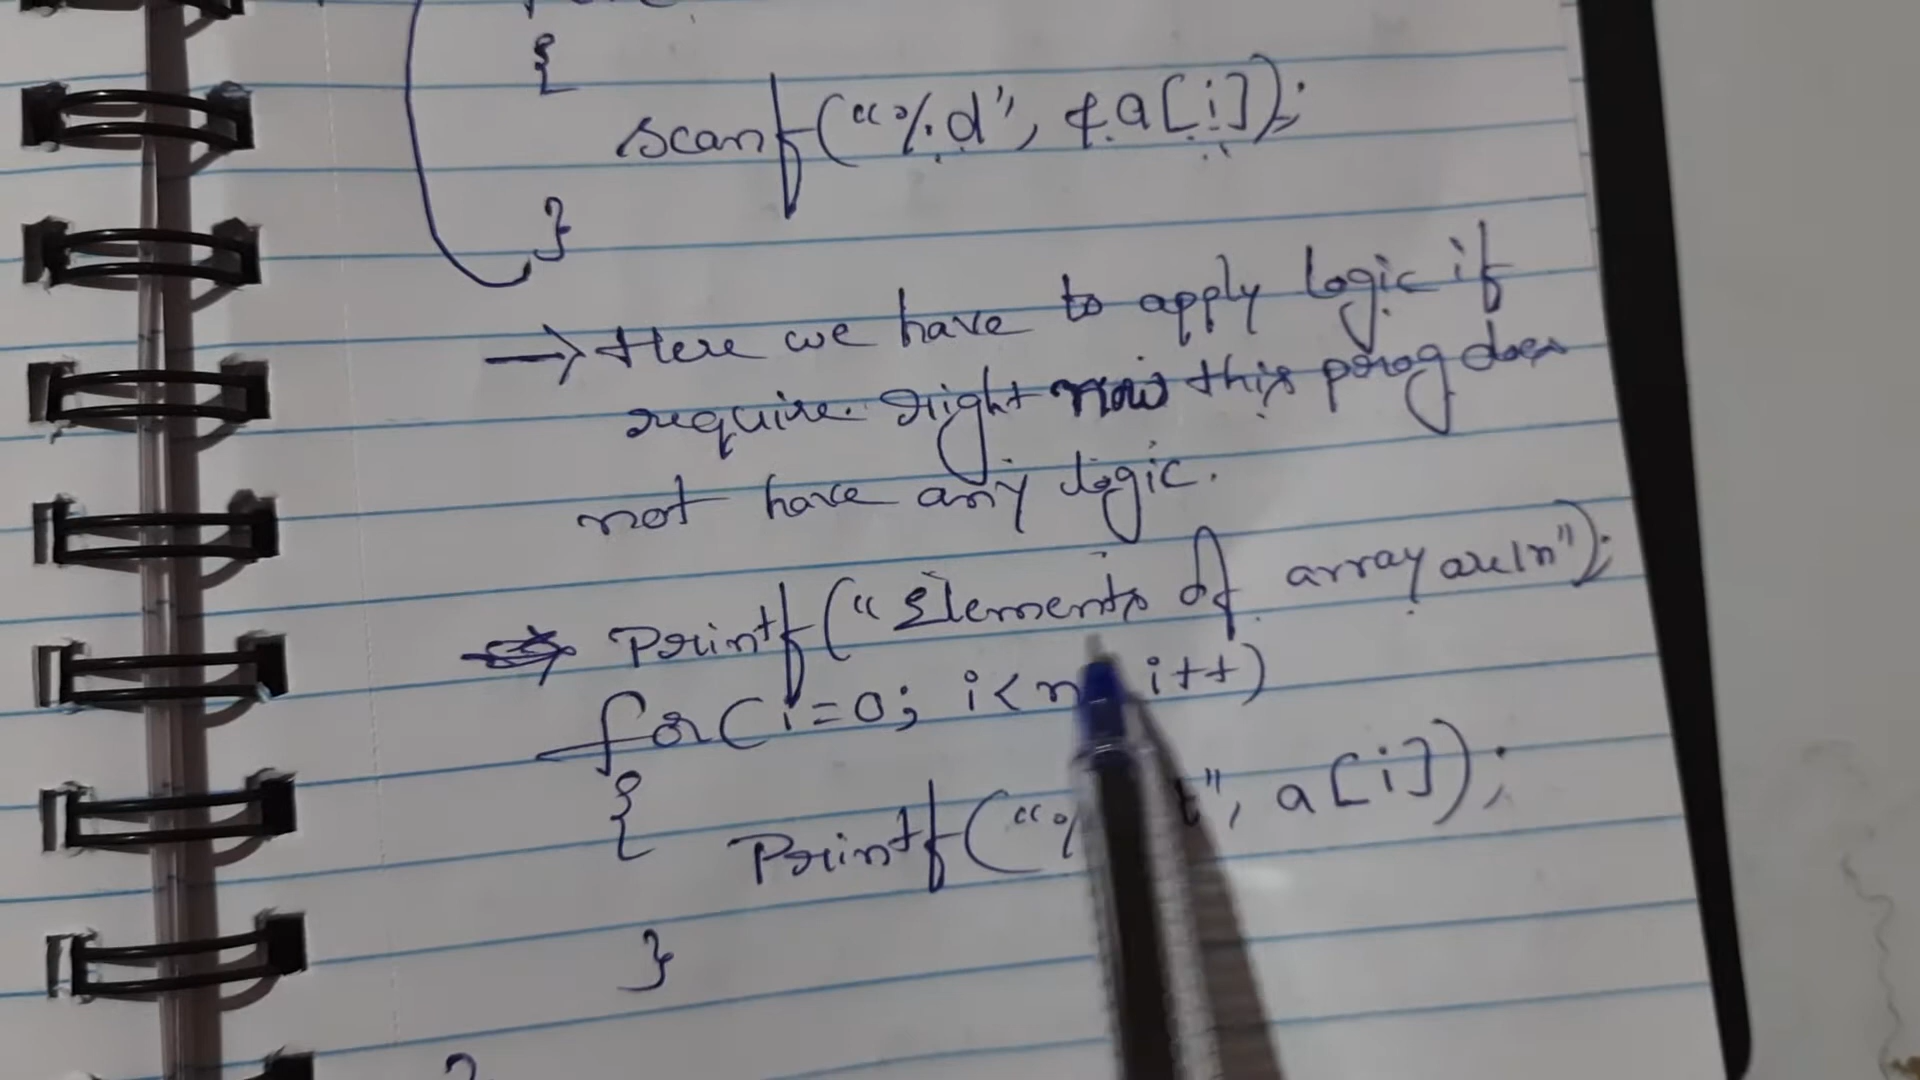 {
scanf("%d", &a[i]);
}
→ Here we have to apply logic if
require. right now this prog does
not have any logic.
Printf("Elements of array are\n");
for(i=0; i<n i++)
{
Printf("% t", a[i]);
}
}